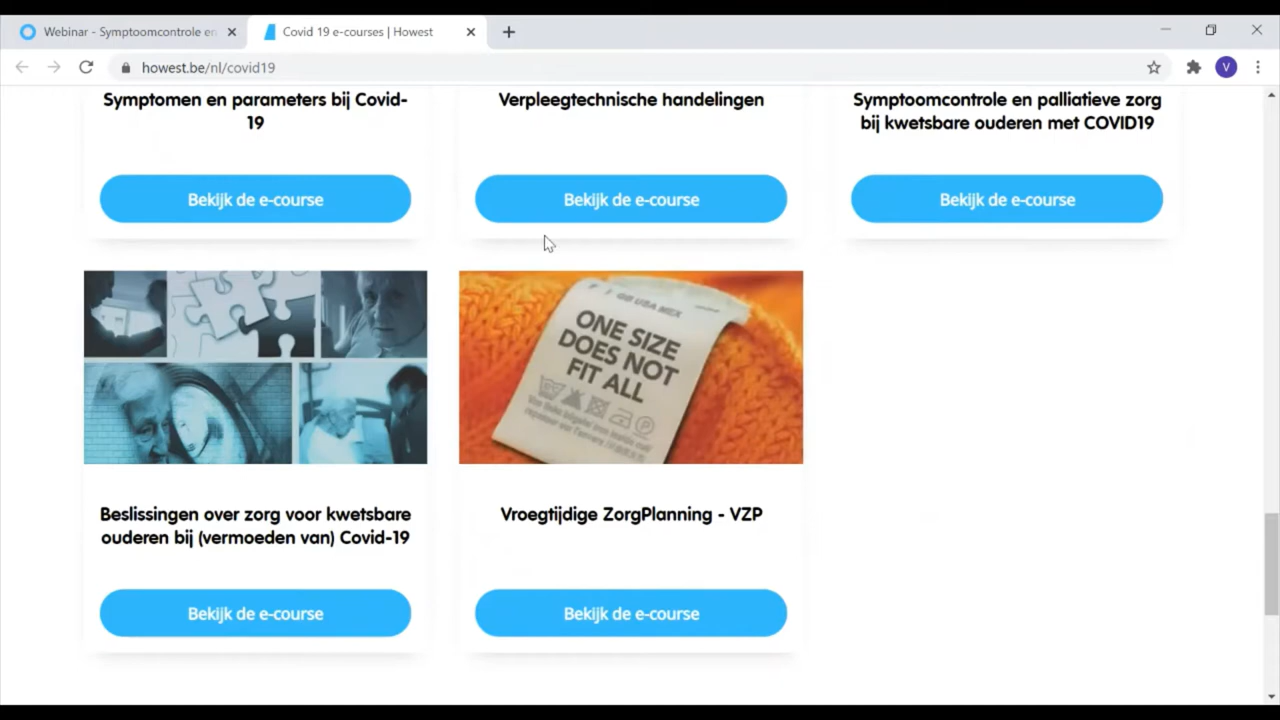 Webinar - Symptoomcontrole en
Covid 19 e-courses | Howest
howest.be/nl/covid19
V
Symptomen en parameters bij Covid-
19
Verpleegtechnische handelingen
Symptoomcontrole en palliatieve zorg
bij kwetsbare ouderen met COVID19
Bekijk de e-course
Bekijk de e-course
Bekijk de e-course
GB USA MEX
ONE SIZE
DOES NOT
FIT ALL
Beslissingen over zorg voor kwetsbare
ouderen bij (vermoeden van) Covid-19
Vroegtijdige ZorgPlanning - VZP
Bekijk de e-course
Bekijk de e-course